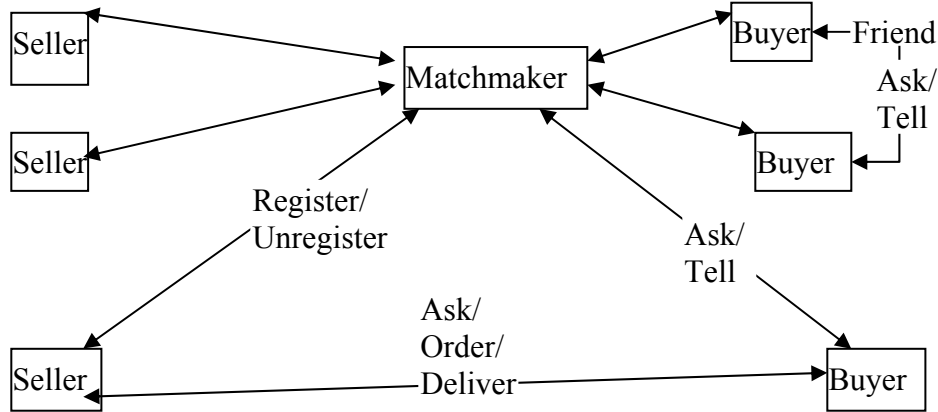 Seller
Buyer
Friend
Matchmaker
Ask/
Tell
Seller
Buyer
Register/
Unregister
Ask/
Tell
Ask/
Order/
Deliver
Seller
Buyer